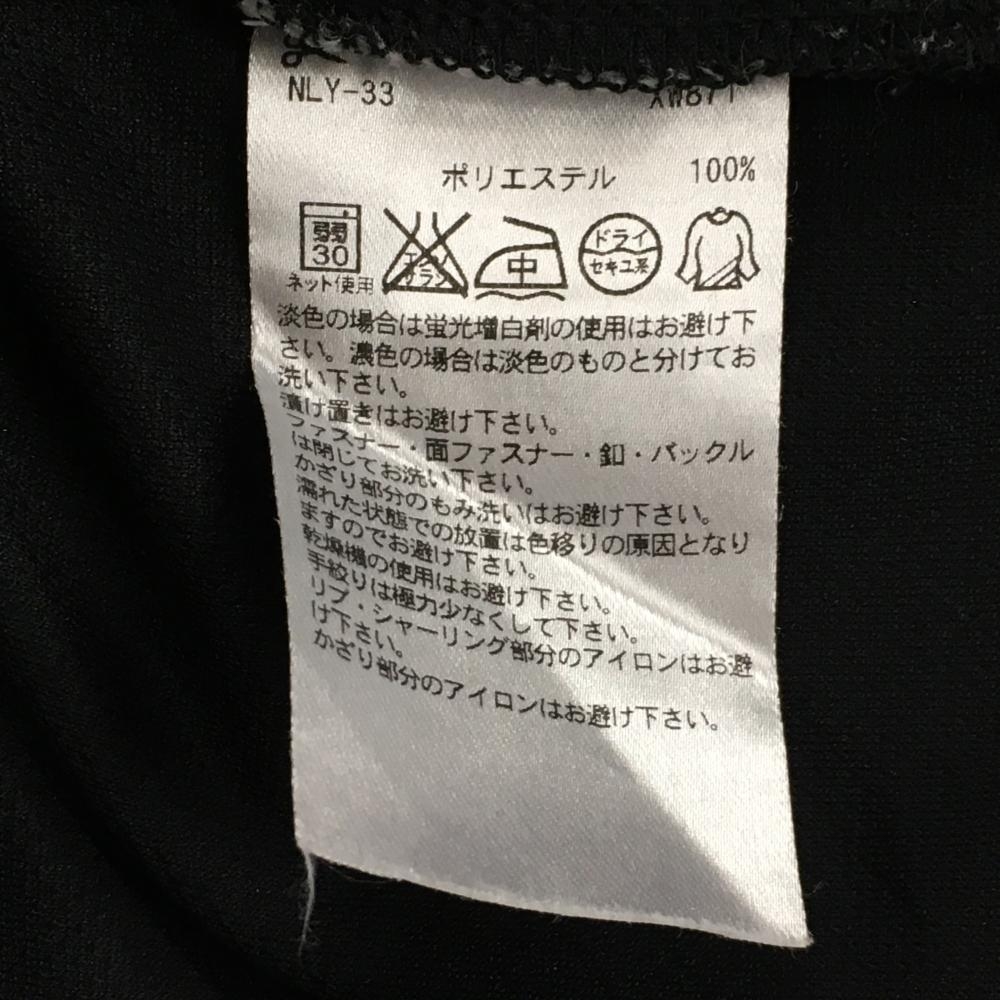 NLY-33
ポリエステル 100%
弱
30
ネット使用
エンソ
サラシ
中
ドライ
セキユ系
淡色の場合は蛍光増白剤の使用はお避け下
さい。濃色の場合は淡色のものと分けてお
洗い下さい。
漬け置きはお避け下さい。
ファスナー・面ファスナー・釦・バックル
は閉じてお洗い下さい。
かざり部分のもみ洗いはお避け下さい。
濡れた状態での放置は色移りの原因となり
ますのでお避け下さい。
乾燥機の使用はお避け下さい。
手絞りは極力少なくして下さい。
リブ・シャーリング部分のアイロンはお避
け下さい。
かざり部分のアイロンはお避け下さい。